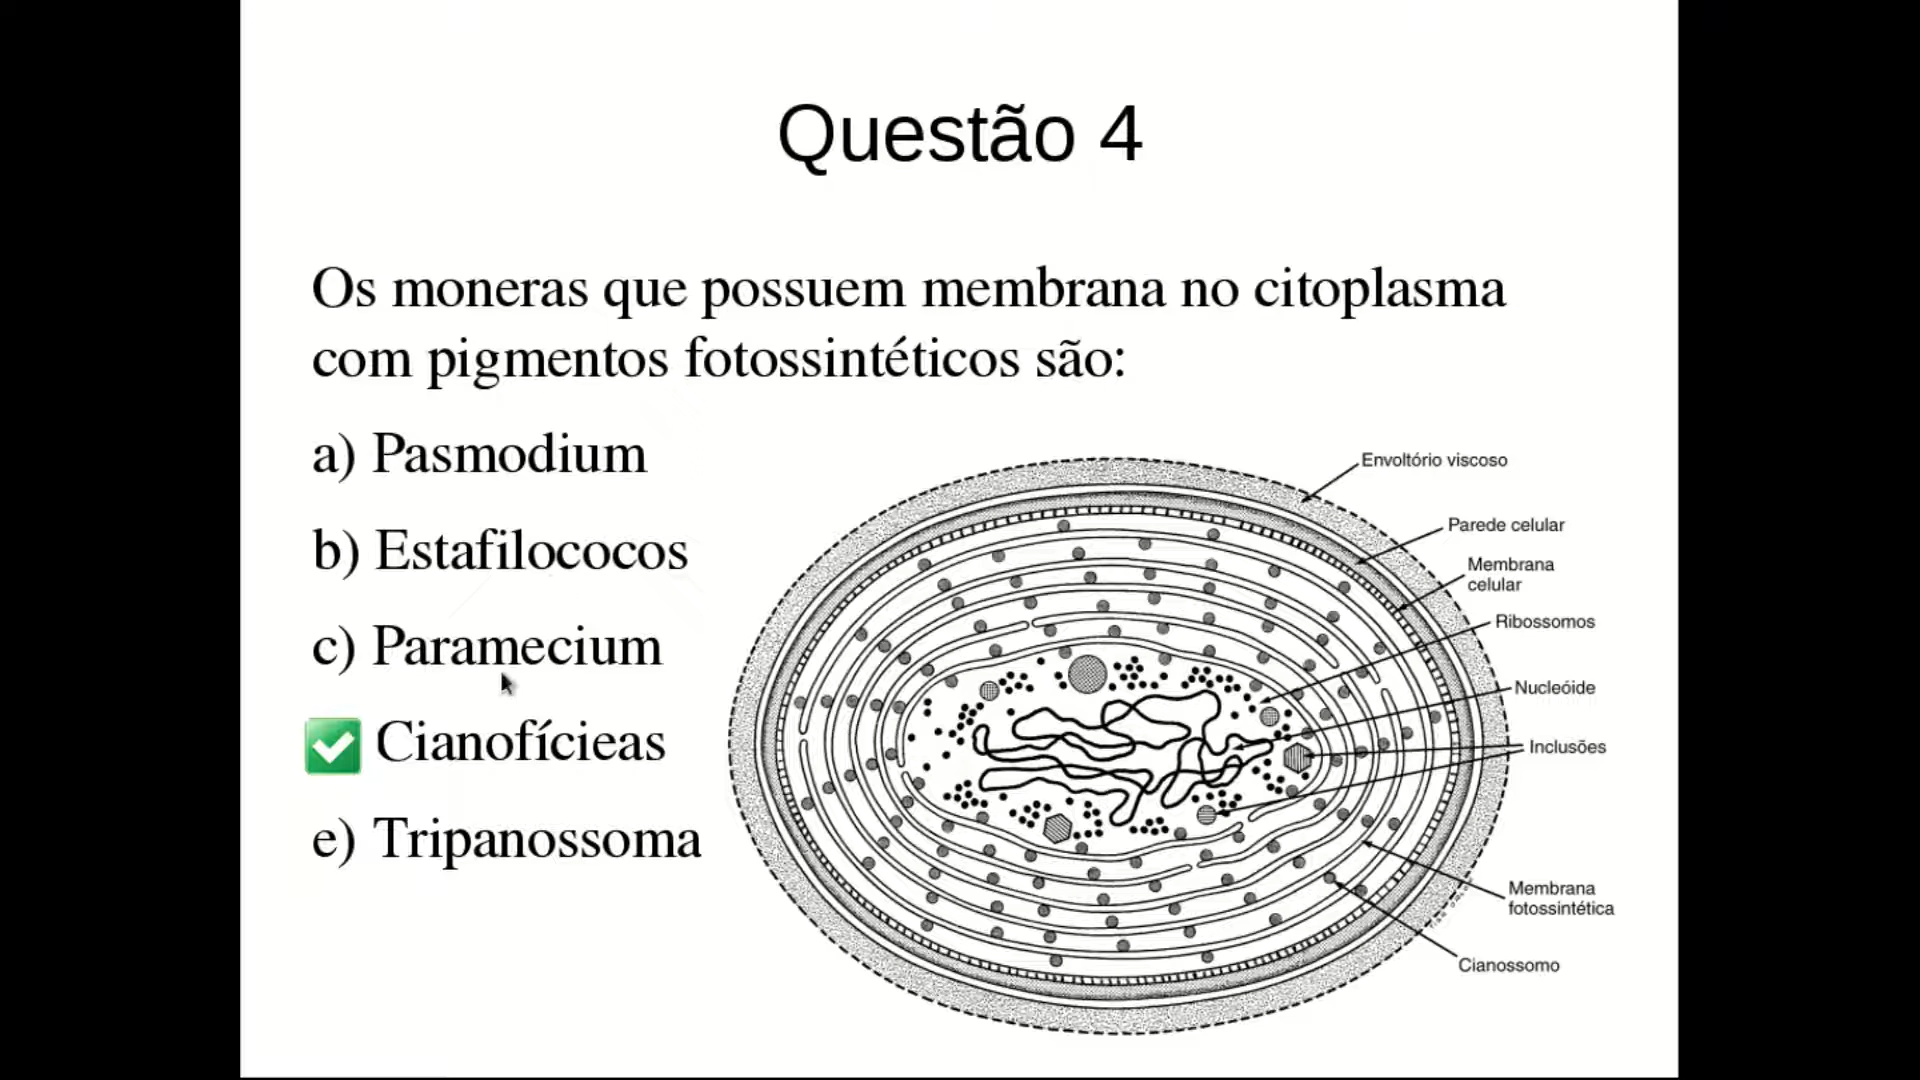 Questão 4
Os moneras que possuem membrana no citoplasma
com pigmentos fotossintéticos são:
a) Pasmodium
b) Estafilococos
c) Paramecium
Cianofícieas
e) Tripanossoma
Envoltório viscoso
Parede celular
Membrana
celular
Ribossomos
Nucleóide
Inclusões
Membrana
fotossintética
Cianossomo